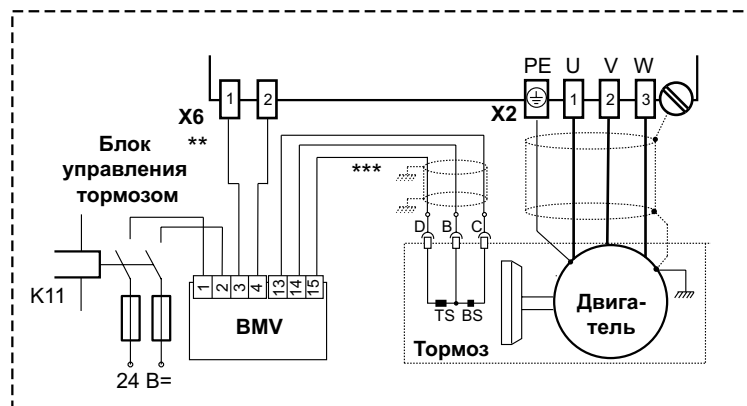 PE U V W
X6 1 2 X2 1 2 3
**
Блок
управления
тормозом
***
D B C
K11
1 2 3 4 13 14 15
BMV
TS BS
Двига-
тель
Тормоз
24 В=